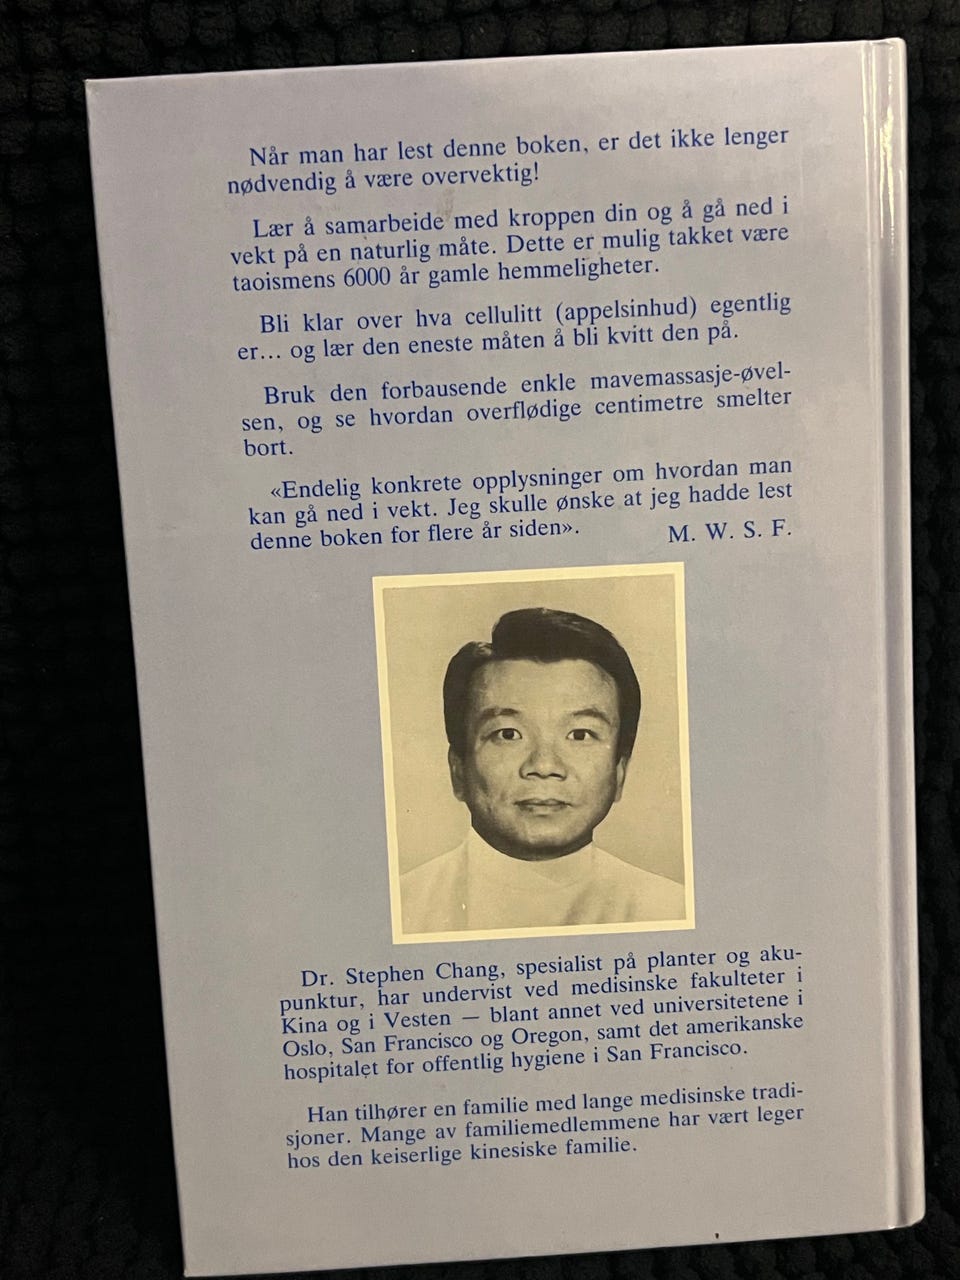 Når man har lest denne boken, er det ikke lenger
nødvendig å være overvektig!
Lær å samarbeide med kroppen din og å gå ned i
vekt på en naturlig måte. Dette er mulig takket være
taoismens 6000 år gamle hemmeligheter.
Bli klar over hva cellulitt (appelsinhud) egentlig
er... og lær den eneste måten å bli kvitt den på.
Bruk den forbausende enkle mavemassasje-øvel-
sen, og se hvordan overflødige centimetre smelter
bort.
«Endelig konkrete opplysninger om hvordan man
kan gå ned i vekt. Jeg skulle ønske at jeg hadde lest
denne boken for flere år siden». M. W. S. F.
Dr. Stephen Chang, spesialist på planter og aku-
punktur, har undervist ved medisinske fakulteter i
Kina og i Vesten — blant annet ved universitetene i
Oslo, San Francisco og Oregon, samt det amerikanske
hospitalet for offentlig hygiene i San Francisco.
Han tilhører en familie med lange medisinske tradi-
sjoner. Mange av familiemedlemmene har vært leger
hos den keiserlige kinesiske familie.